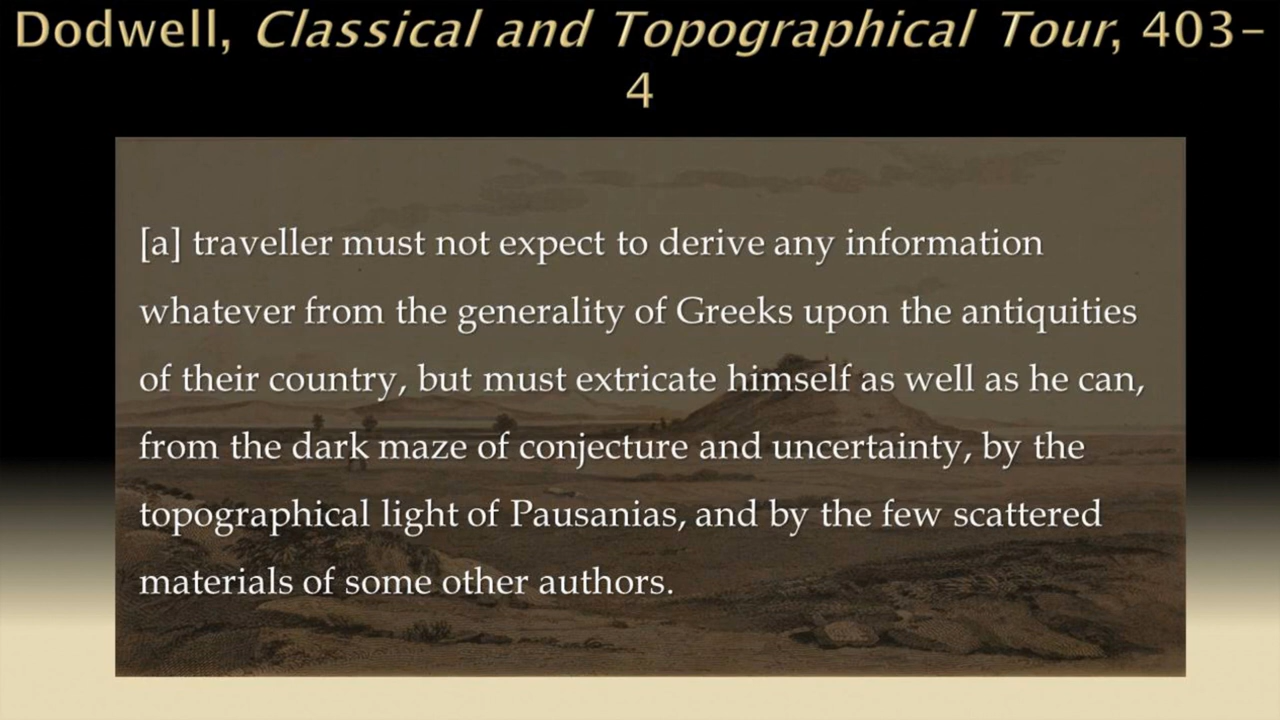 Dodwell, Classical and Topographical Tour, 403–
4
[a] traveller must not expect to derive any information
whatever from the generality of Greeks upon the antiquities
of their country, but must extricate himself as well as he can,
from the dark maze of conjecture and uncertainty, by the
topographical light of Pausanias, and by the few scattered
materials of some other authors.